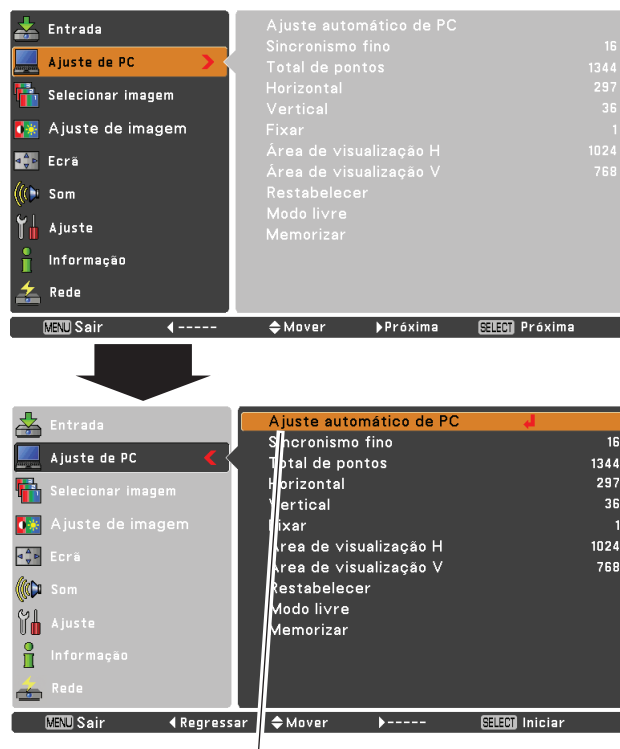 Entrada
Ajuste de PC
Selecionar imagem
Ajuste de imagem
Ecrã
Som
Ajuste
Informação
Rede
Ajuste automático de PC
Sincronismo fino 16
Total de pontos 1344
Horizontal 297
Vertical 36
Fixar 1
Área de visualização H 1024
Área de visualização V 768
Restabelecer
Modo livre
Memorizar
MENU Sair ----- Mover Próxima SELECT Próxima
Entrada
Ajuste de PC
Selecionar imagem
Ajuste de imagem
Ecrã
Som
Ajuste
Informação
Rede
Ajuste automático de PC
Sincronismo fino 16
Total de pontos 1344
Horizontal 297
Vertical 36
Fixar 1
Área de visualização H 1024
Área de visualização V 768
Restabelecer
Modo livre
Memorizar
MENU Sair Regressar Mover ----- SELECT Iniciar